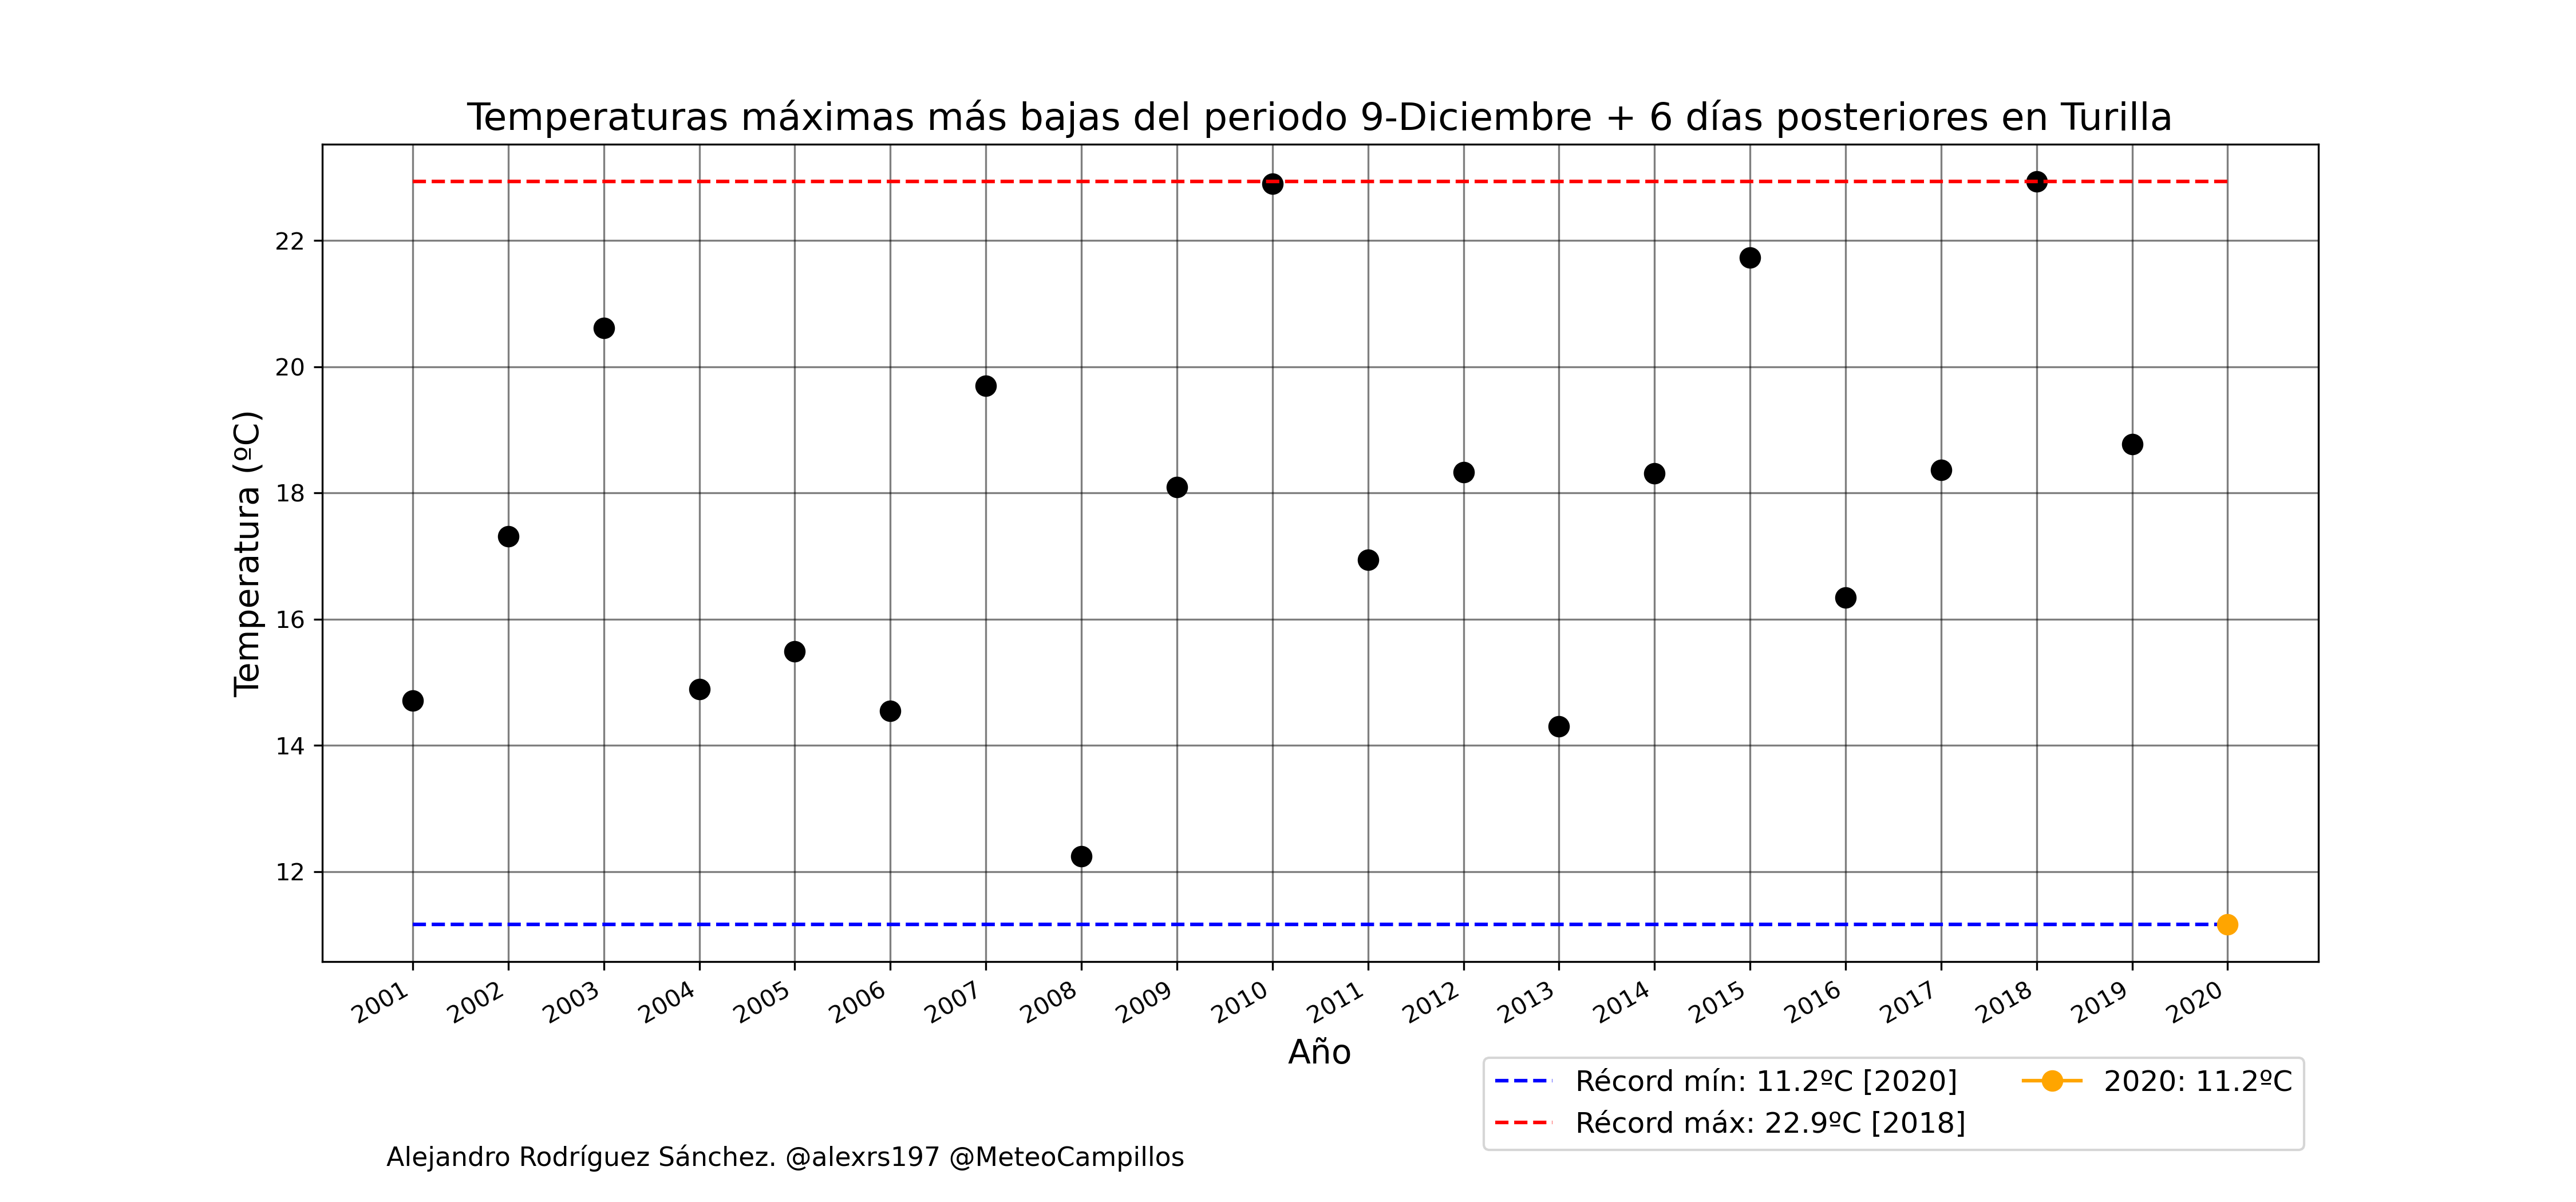 Temperaturas máximas más bajas del periodo 9-Diciembre + 6 días posteriores en Turilla
Temperatura (ºC)
22
20
18
16
14
12
2001 2002 2003 2004 2005 2006 2007 2008 2009 2010 2011 2012 2013 2014 2015 2016 2017 2018 2019 2020
Año
Récord mín: 11.2ºC [2020]
Récord máx: 22.9ºC [2018]
2020: 11.2ºC
Alejandro Rodríguez Sánchez. @alexrs197 @MeteoCampillos